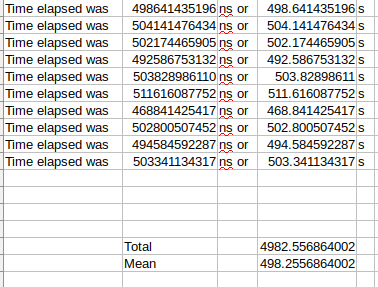 Time elapsed was 498641435196 ns or 498.641435196 s
Time elapsed was 504141476434 ns or 504.141476434 s
Time elapsed was 502174465905 ns or 502.174465905 s
Time elapsed was 492586753132 ns or 492.586753132 s
Time elapsed was 503828986110 ns or 503.82898611 s
Time elapsed was 511616087752 ns or 511.616087752 s
Time elapsed was 468841425417 ns or 468.841425417 s
Time elapsed was 502800507452 ns or 502.800507452 s
Time elapsed was 494584592287 ns or 494.584592287 s
Time elapsed was 503341134317 ns or 503.341134317 s
Total 4982.556864002
Mean 498.2556864002